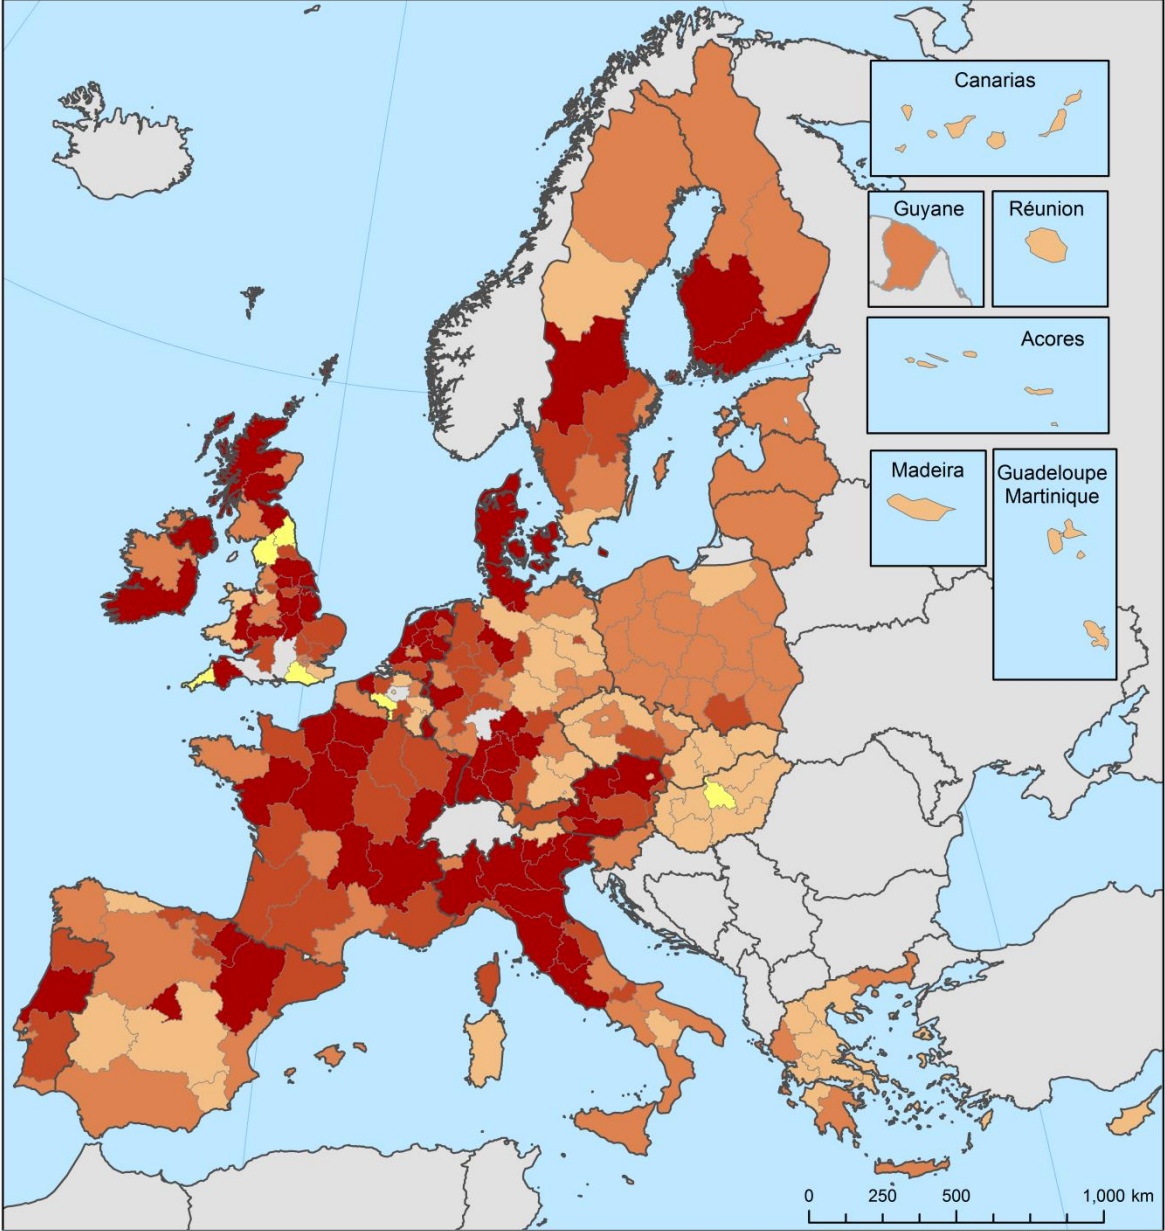 Canarias
Guyane
Réunion
Acores
Madeira
Guadeloupe
Martinique
0 250 500 1,000 km